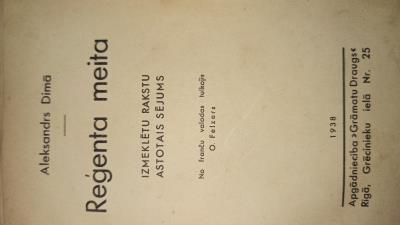 Aleksandrs Dimā
Reģenta meita
IZMEKLĒTU RAKSTU
ASTOTAIS SĒJUMS
No franču valodas tulkojis
O. Felzers
1938
Apgādniecība »Grāmatu Draugs«
Rīgā, Grēcinieku ielā Nr. 25